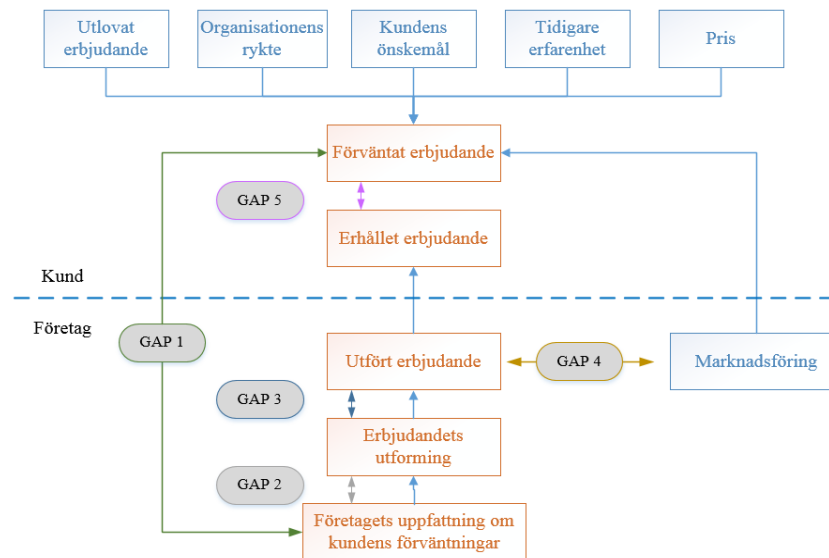 Utlovat
erbjudande
Organisationens
rykte
Kundens
önskemål
Tidigare
erfarenhet
Pris
Förväntat erbjudande
GAP 5
Erhållet erbjudande
Kund
Företag
GAP 1
Utfört erbjudande
GAP 4
Marknadsföring
GAP 3
Erbjudandets
utforming
GAP 2
Företagets uppfattning om
kundens förväntningar